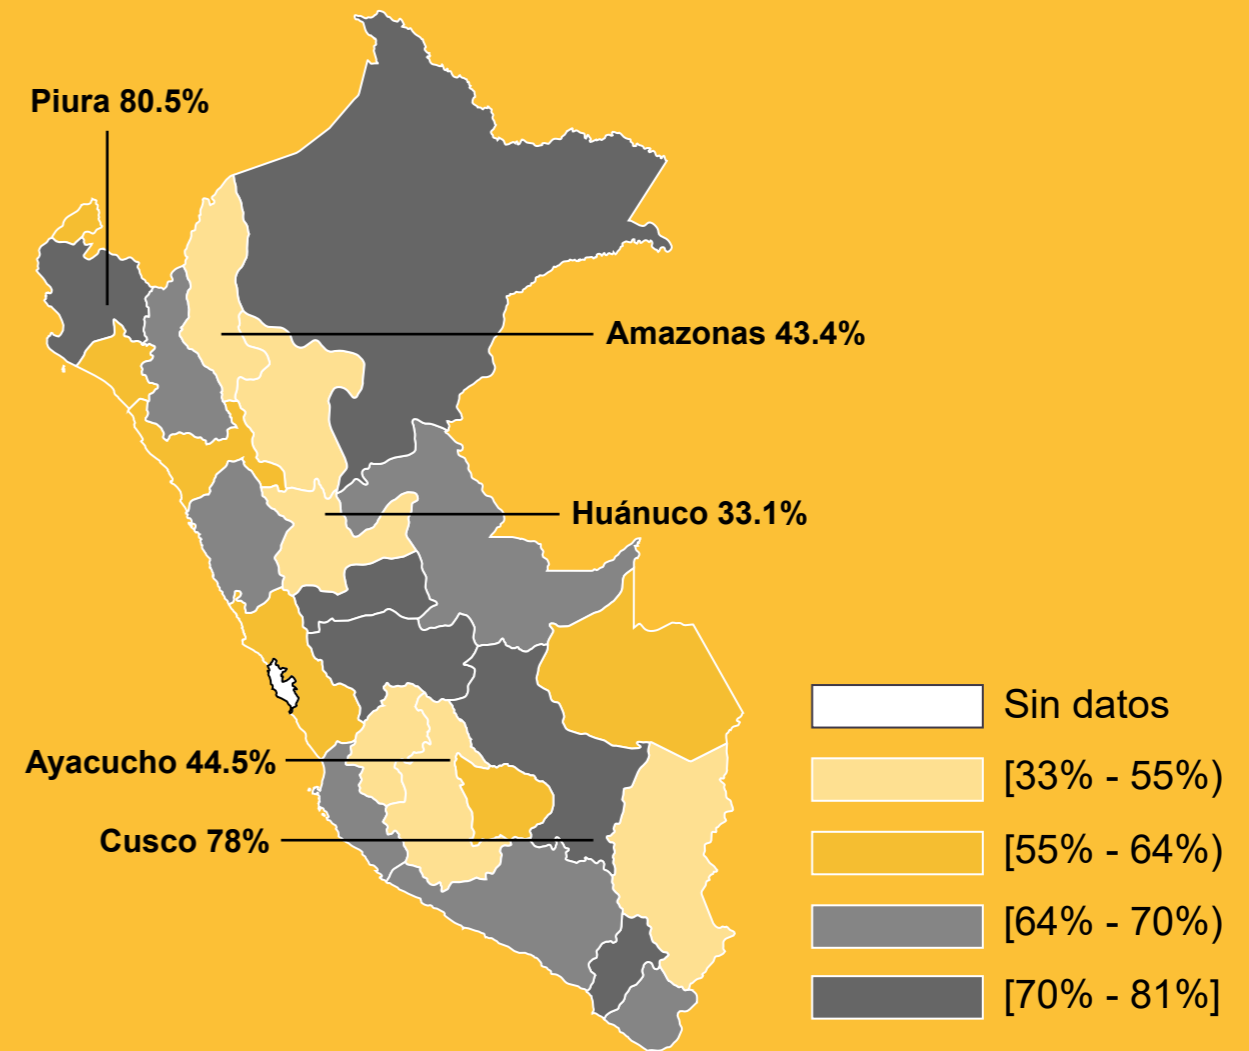 Piura 80.5%
Amazonas 43.4%
Huánuco 33.1%
Ayacucho 44.5%
Cusco 78%
Sin datos
[33% - 55%)
[55% - 64%)
[64% - 70%)
[70% - 81%]